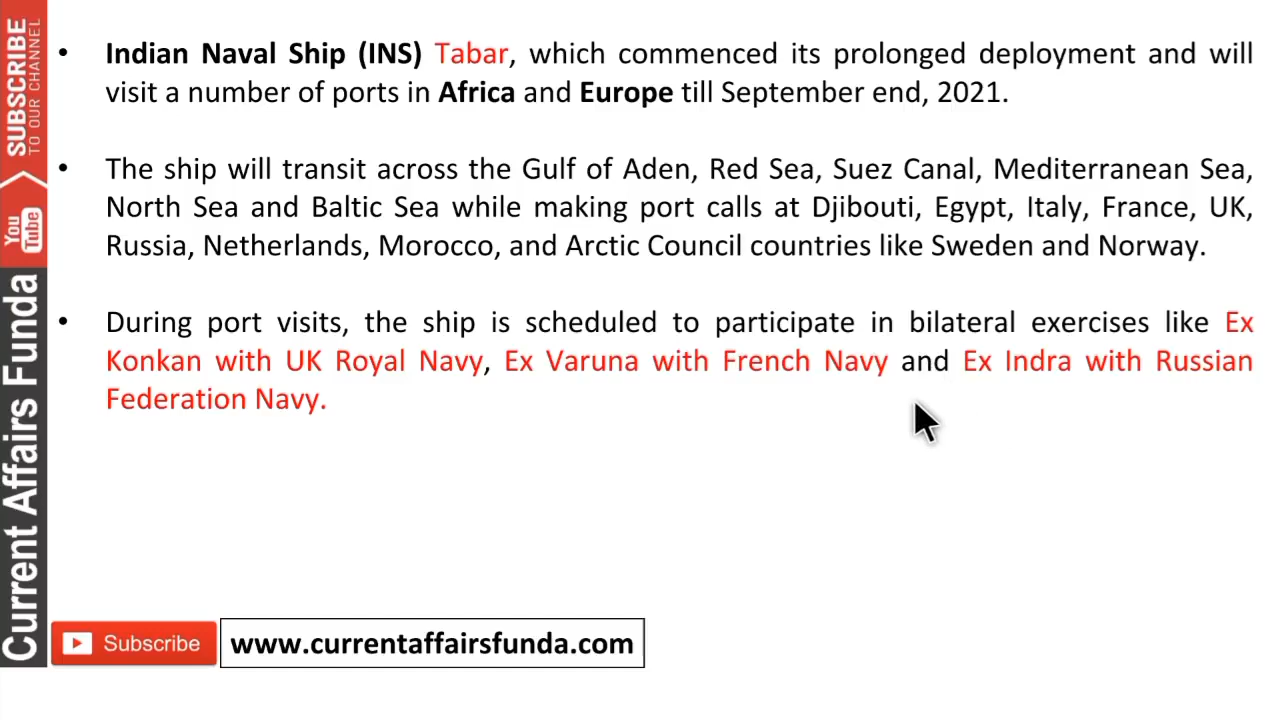 • Indian Naval Ship (INS) Tabar, which commenced its prolonged deployment and will
visit a number of ports in Africa and Europe till September end, 2021.
• The ship will transit across the Gulf of Aden, Red Sea, Suez Canal, Mediterranean Sea,
North Sea and Baltic Sea while making port calls at Djibouti, Egypt, Italy, France, UK,
Russia, Netherlands, Morocco, and Arctic Council countries like Sweden and Norway.
• During port visits, the ship is scheduled to participate in bilateral exercises like Ex
Konkan with UK Royal Navy, Ex Varuna with French Navy and Ex Indra with Russian
Federation Navy.
SUBSCRIBE
TO OUR CHANNEL
You
Tube
Current Affairs Funda
Subscribe
www.currentaffairsfunda.com